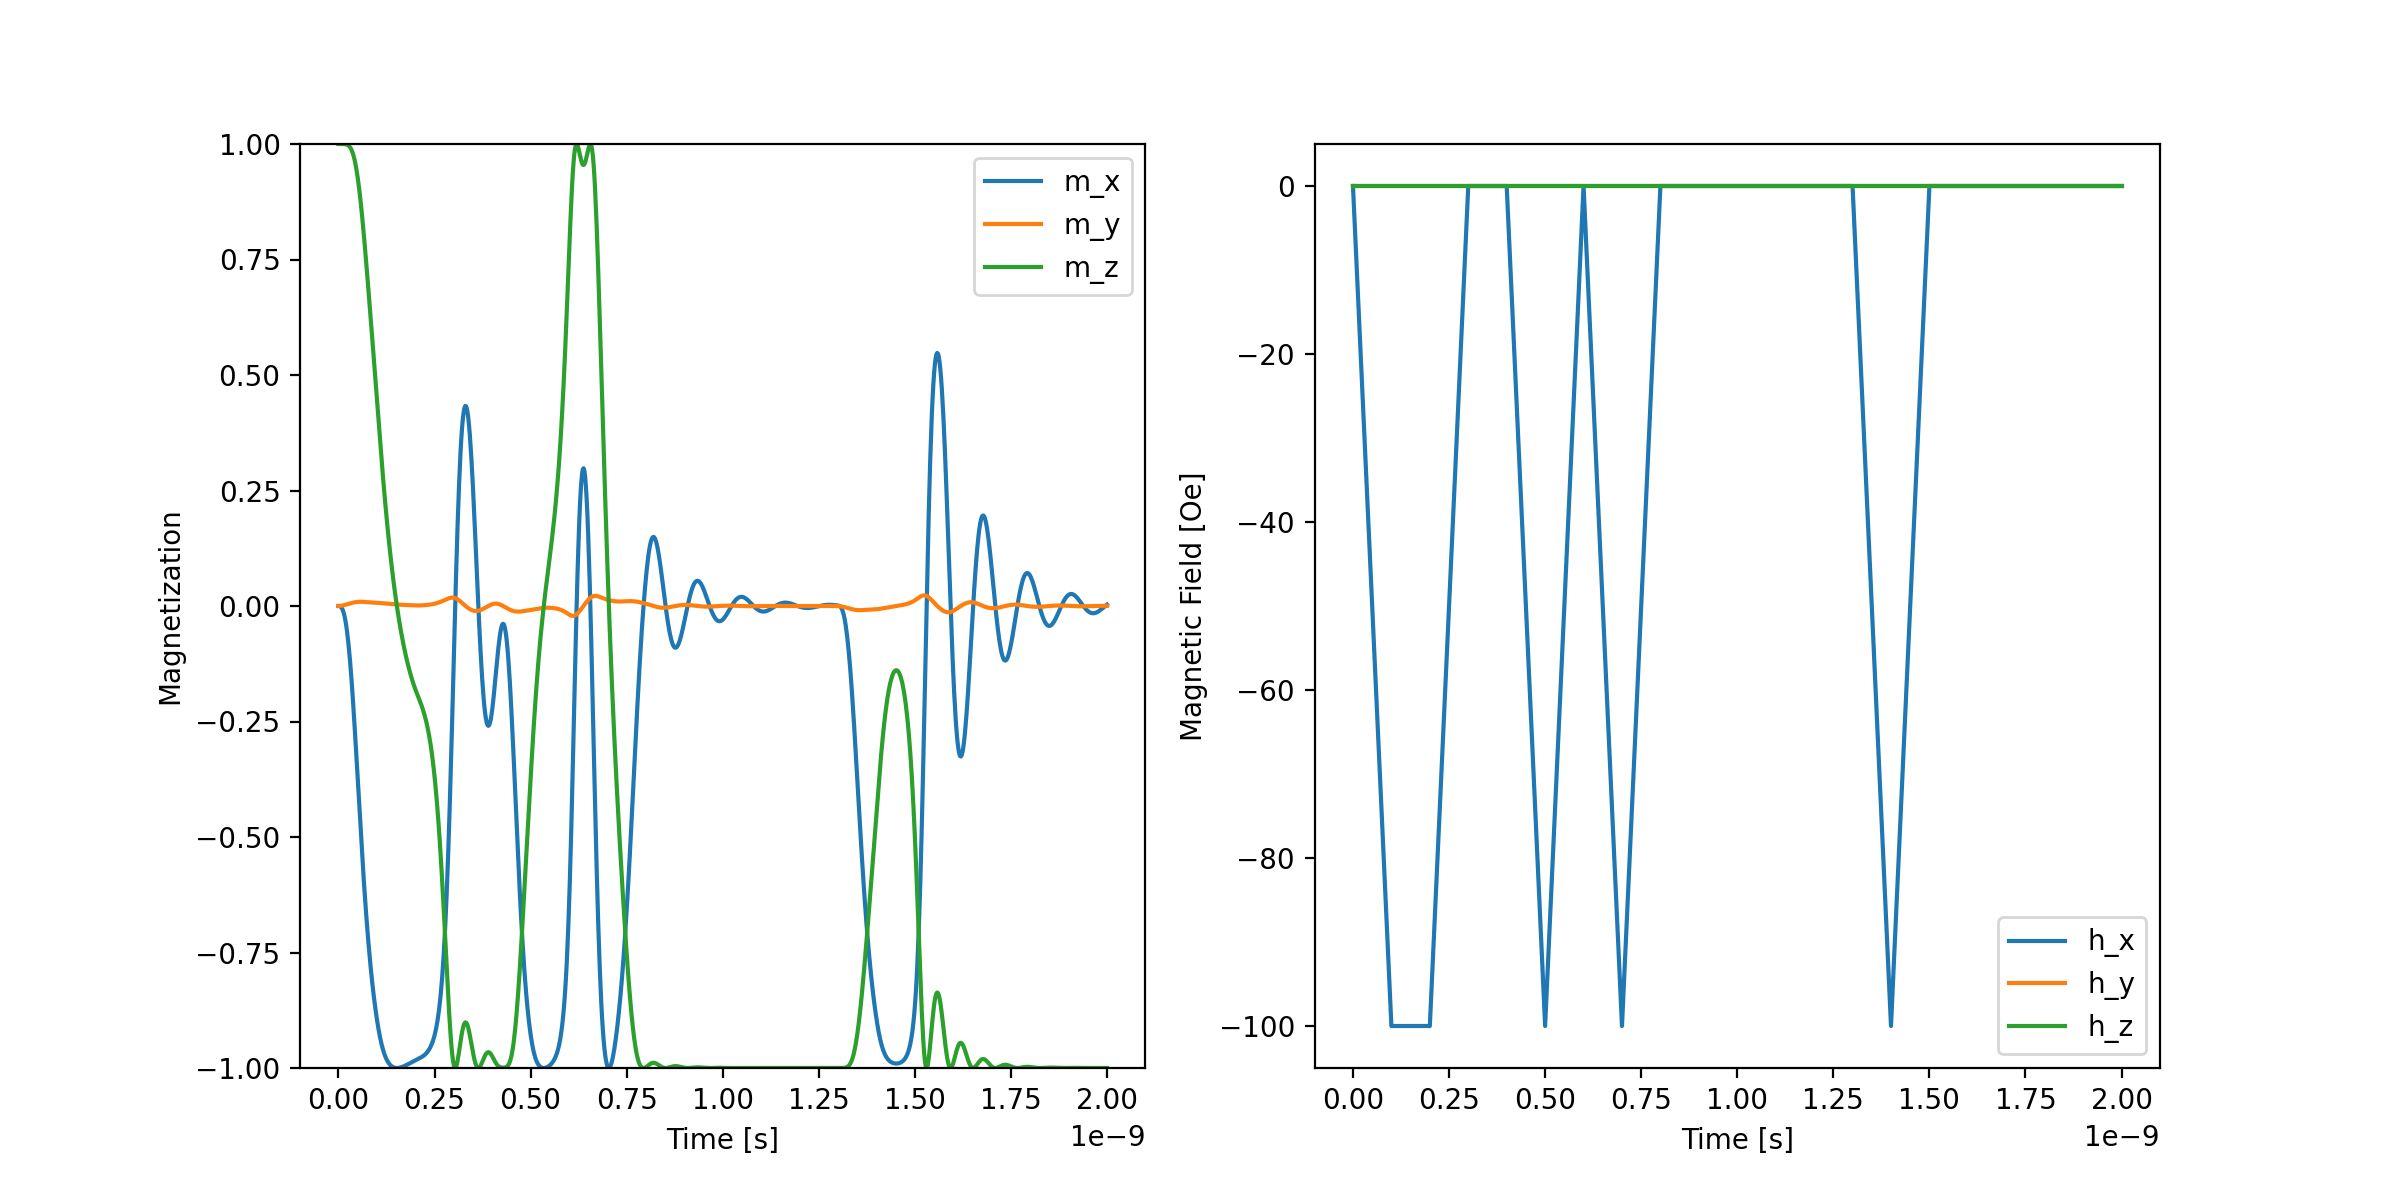 1.00
0.75
0.50
0.25
0.00
−0.25
−0.50
−0.75
−1.00
Magnetization
m_x
m_y
m_z
0.00 0.25 0.50 0.75 1.00 1.25 1.50 1.75 2.00
Time [s]
1e−9
0
−20
−40
−60
−80
−100
Magnetic Field [Oe]
h_x
h_y
h_z
0.00 0.25 0.50 0.75 1.00 1.25 1.50 1.75 2.00
Time [s]
1e−9